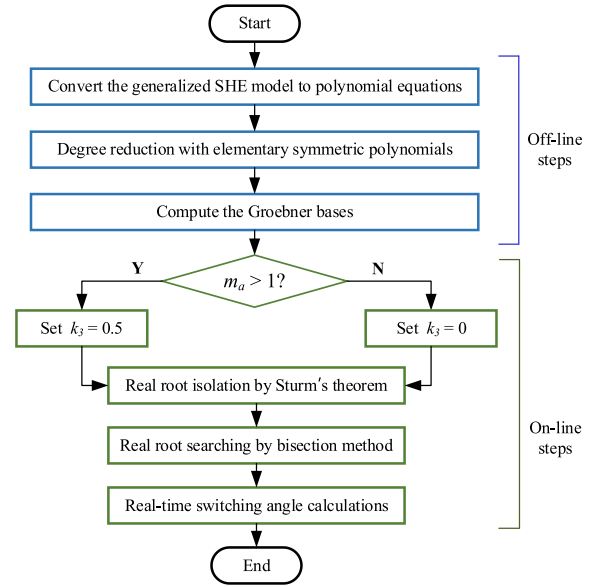 Start
Convert the generalized SHE model to polynomial equations
Degree reduction with elementary symmetric polynomials
Compute the Groebner bases
Off-line
steps
mₐ > 1?
Y
N
Set k₃ = 0.5
Set k₃ = 0
Real root isolation by Sturm's theorem
Real root searching by bisection method
Real-time switching angle calculations
On-line
steps
End